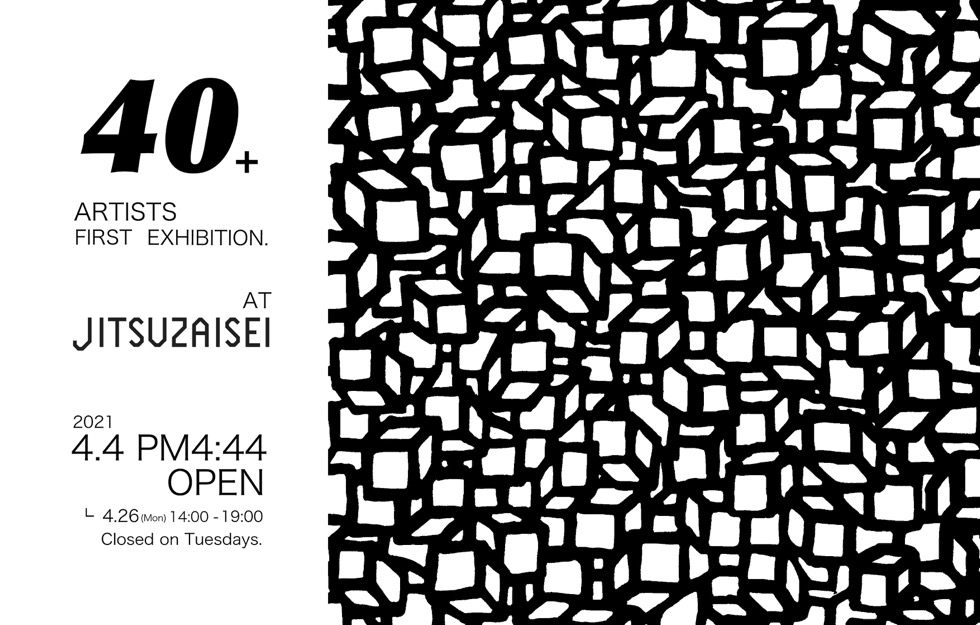 40+
ARTISTS
FIRST EXHIBITION.
AT
JITSUZAISEI
2021
4.4 PM4:44
OPEN
└ 4.26(Mon) 14:00 - 19:00
Closed on Tuesdays.